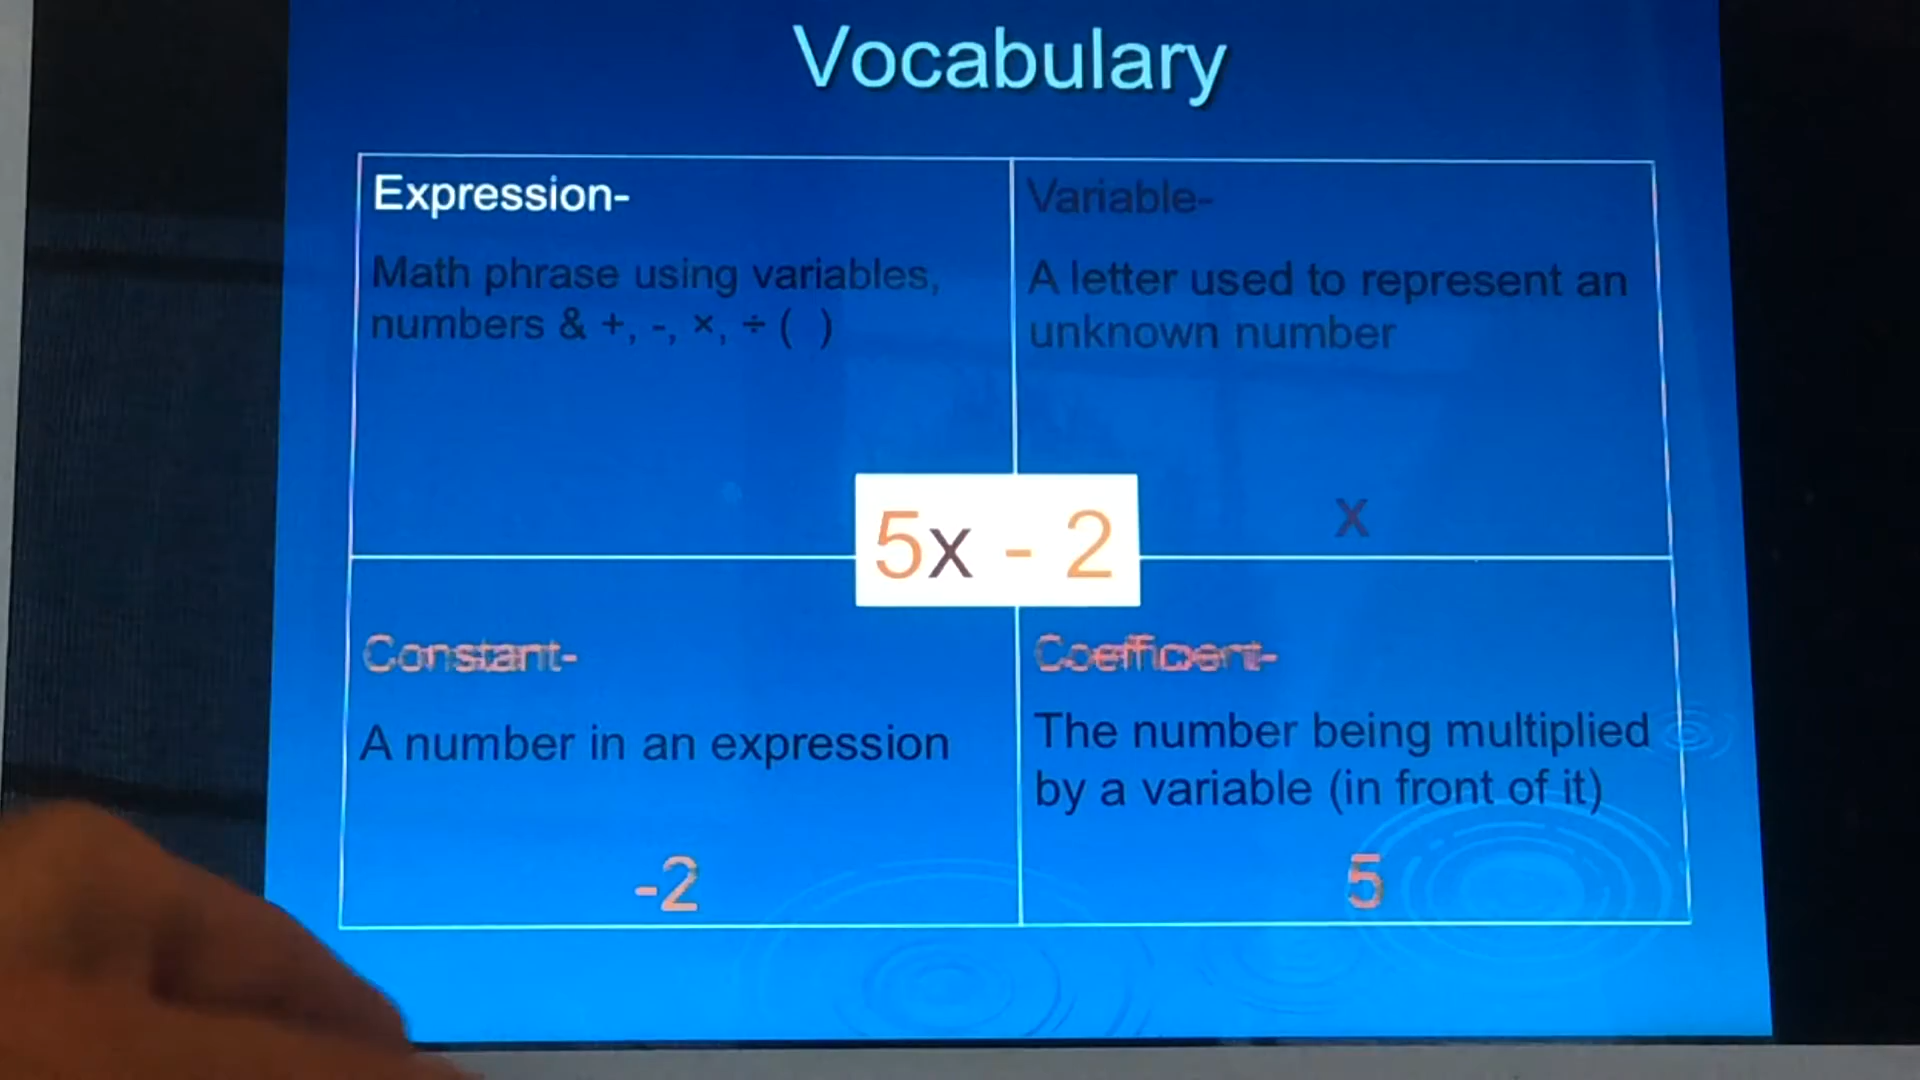 Vocabulary
Expression-
Math phrase using variables,
numbers & +, -, ×, ÷ ( )
Variable-
A letter used to represent an
unknown number
x
5x - 2
Constant-
A number in an expression
-2
Coefficient-
The number being multiplied
by a variable (in front of it)
5